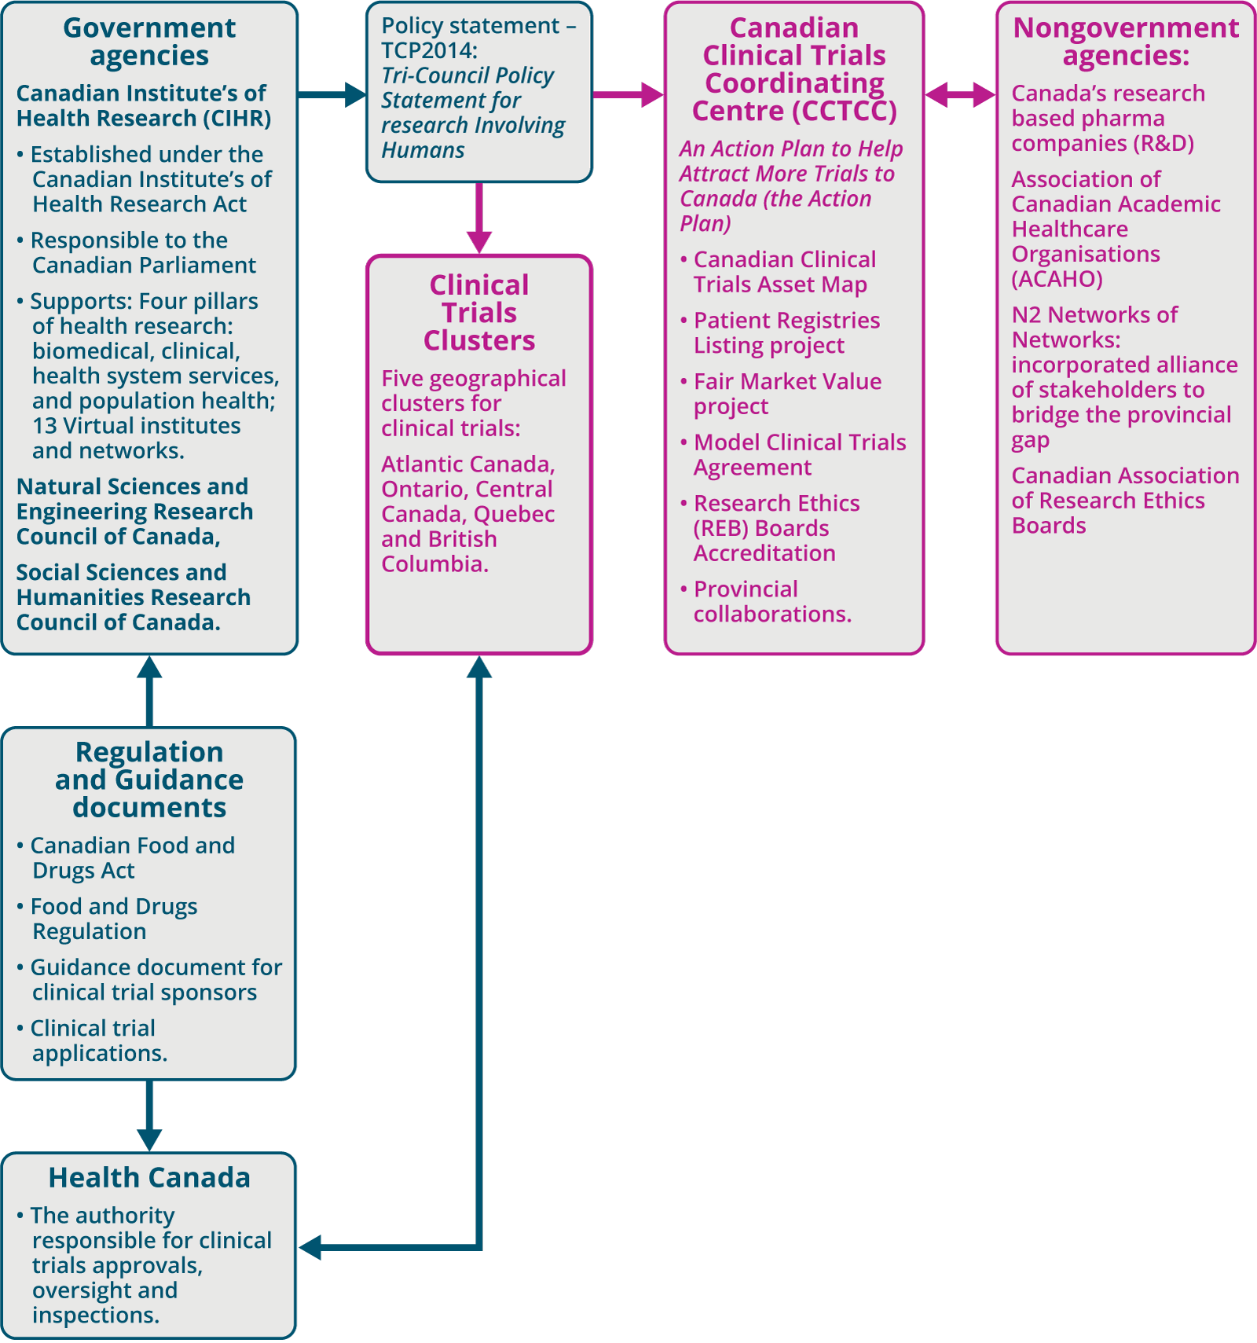 Government
agencies
Canadian Institute’s of
Health Research (CIHR)
• Established under the
Canadian Institute’s of
Health Research Act
• Responsible to the
Canadian Parliament
• Supports: Four pillars
of health research:
biomedical, clinical,
health system services,
and population health;
13 Virtual institutes
and networks.
Natural Sciences and
Engineering Research
Council of Canada,
Social Sciences and
Humanities Research
Council of Canada.
Policy statement –
TCP2014:
Tri-Council Policy
Statement for
research Involving
Humans
Clinical
Trials
Clusters
Five geographical
clusters for
clinical trials:
Atlantic Canada,
Ontario, Central
Canada, Quebec
and British
Columbia.
Canadian
Clinical Trials
Coordinating
Centre (CCTCC)
An Action Plan to Help
Attract More Trials to
Canada (the Action
Plan)
• Canadian Clinical
Trials Asset Map
• Patient Registries
Listing project
• Fair Market Value
project
• Model Clinical Trials
Agreement
• Research Ethics
(REB) Boards
Accreditation
• Provincial
collaborations.
Nongovernment
agencies:
Canada’s research
based pharma
companies (R&D)
Association of
Canadian Academic
Healthcare
Organisations
(ACAHO)
N2 Networks of
Networks:
incorporated alliance
of stakeholders to
bridge the provincial
gap
Canadian Association
of Research Ethics
Boards
Regulation
and Guidance
documents
• Canadian Food and
Drugs Act
• Food and Drugs
Regulation
• Guidance document for
clinical trial sponsors
• Clinical trial
applications.
Health Canada
• The authority
responsible for clinical
trials approvals,
oversight and
inspections.